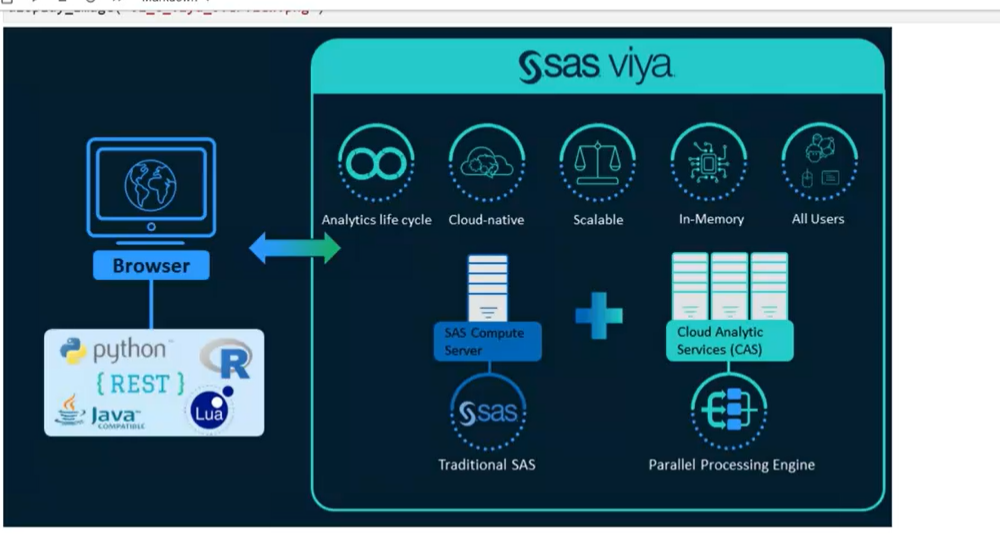 sas viya
Analytics life cycle
Cloud-native
Scalable
In-Memory
All Users
Browser
python
R
{REST}
Java
COMPATIBLE
Lua
SAS Compute
Server
Cloud Analytic
Services (CAS)
sas
Traditional SAS
Parallel Processing Engine